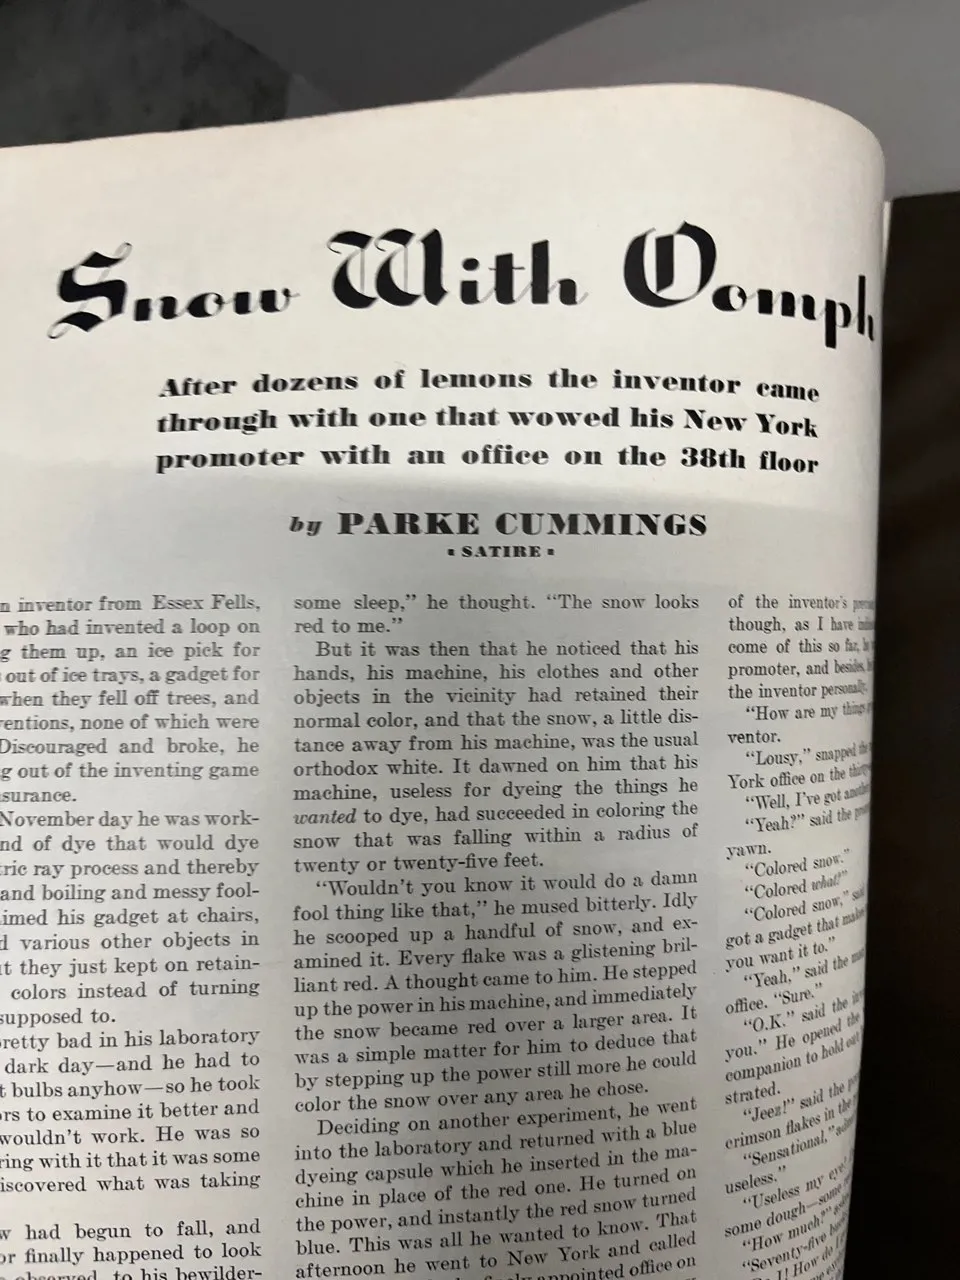 Snow With Oomph
After dozens of lemons the inventor came
through with one that wowed his New York
promoter with an office on the 38th floor
by PARKE CUMMINGS
▪ SATIRE ▪
inventor from Essex Fells,
who had invented a loop on
them up, an ice pick for
out of ice trays, a gadget for
when they fell off trees, and
none of which were
Discouraged and broke, he
out of the inventing game
November day he was work-
of dye that would dye
ray process and thereby
and boiling and messy fool-
his gadget at chairs,
various other objects in
they just kept on retain-
colors instead of turning
supposed to.
pretty bad in his laboratory
dark day—and he had to
bulbs anyhow—so he took
to examine it better and
wouldn't work. He was so
with it that it was some
discovered what was taking
had begun to fall, and
finally happened to look
observed, to his bewilder-
some sleep," he thought. "The snow looks
red to me."
But it was then that he noticed that his
hands, his machine, his clothes and other
objects in the vicinity had retained their
normal color, and that the snow, a little dis-
tance away from his machine, was the usual
orthodox white. It dawned on him that his
machine, useless for dyeing the things he
wanted to dye, had succeeded in coloring the
snow that was falling within a radius of
twenty or twenty-five feet.
"Wouldn't you know it would do a damn
fool thing like that," he mused bitterly. Idly
he scooped up a handful of snow, and ex-
amined it. Every flake was a glistening bril-
liant red. A thought came to him. He stepped
up the power in his machine, and immediately
the snow became red over a larger area. It
was a simple matter for him to deduce that
by stepping up the power still more he could
color the snow over any area he chose.
Deciding on another experiment, he went
into the laboratory and returned with a blue
dyeing capsule which he inserted in the ma-
chine in place of the red one. He turned on
the power, and instantly the red snow turned
blue. This was all he wanted to know. That
afternoon he went to New York and called
appointed office on
of the inventor's
though, as I have
come of this so far,
promoter, and besides,
the inventor personally.
"How are my things
ventor.
"Lousy," snapped the
York office on the
"Well, I've got another
"Yeah?" said the
yawn.
"Colored snow."
"Colored what?"
"Colored snow,"
got a gadget that makes
you want it to."
"Yeah," said the man
office. "Sure."
"O.K." said the
you." He opened the
companion to hold out
strated.
"Jeez!" said the
crimson flakes in the
"Sensational,"
useless."
"Useless my eye!
some dough—some
"How much?"
"Seventy-five
How do